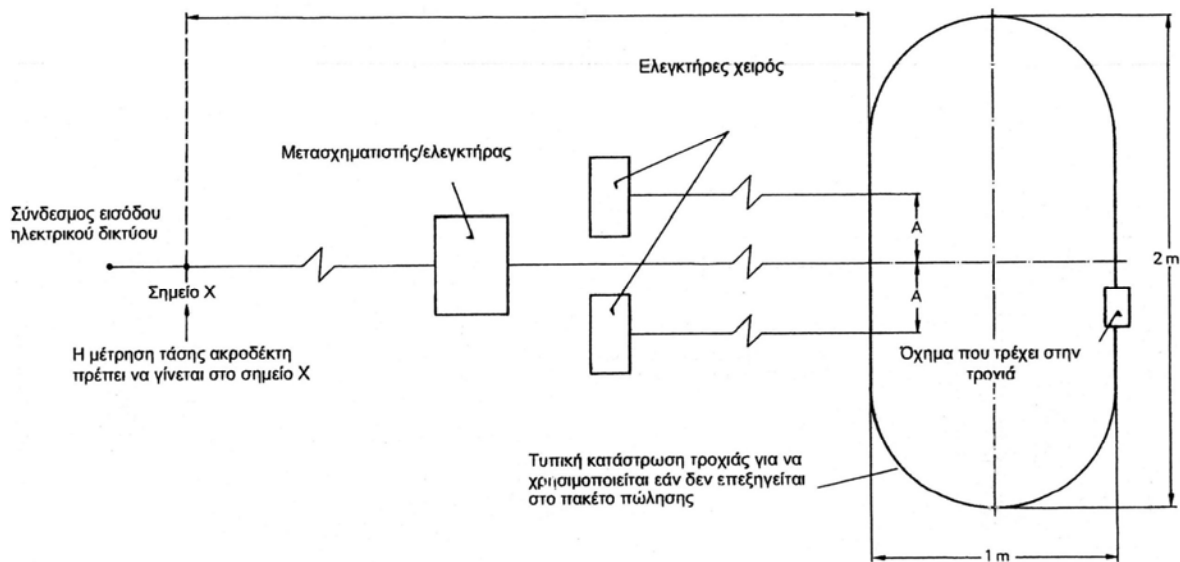 Ελεγκτήρες χειρός
Μετασχηματιστής/ελεγκτήρας
Σύνδεσμος εισόδου
ηλεκτρικού δικτύου
Σημείο Χ
Η μέτρηση τάσης ακροδέκτη
πρέπει να γίνεται στο σημείο Χ
A
A
2 m
Όχημα που τρέχει στην
τροχιά
Τυπική κατάστρωση τροχιάς για να
χρησιμοποιείται εάν δεν επεξηγείται
στο πακέτο πώλησης
1 m